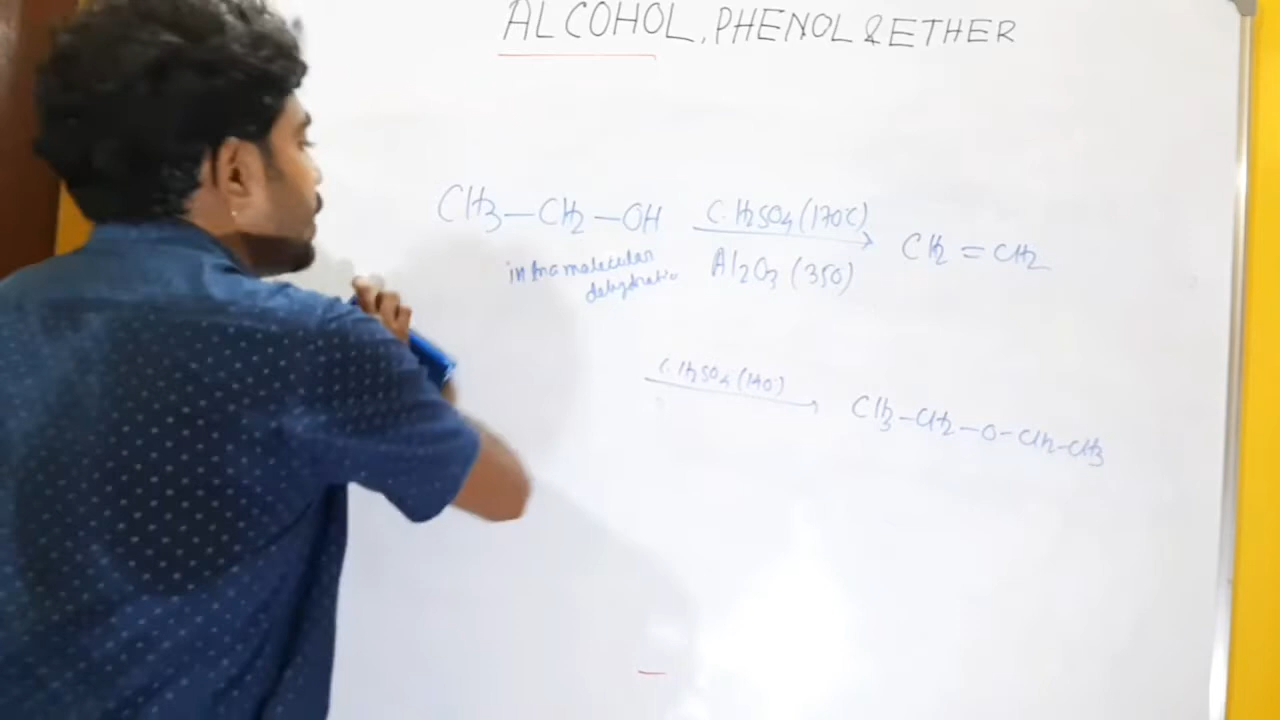 ALCOHOL, PHENOL & ETHER
CH3—CH2—OH C.H2SO4 (170°C) CH2=CH2
intramolecular Al2O3 (350)
dehydratio
C.H2SO4 (140°) CH3-CH2-O-CH2-CH3